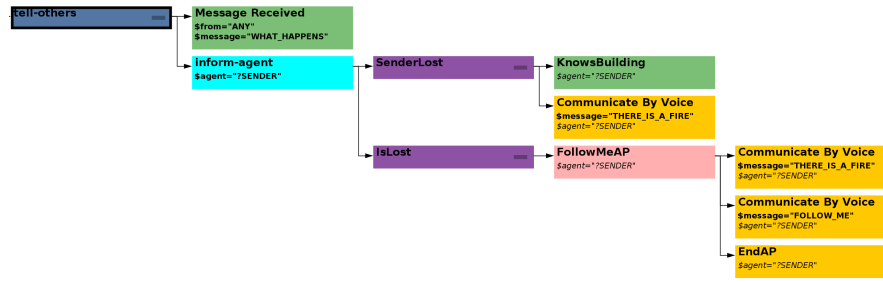 tell-others
Message Received
$from="ANY"
$message="WHAT_HAPPENS"
inform-agent
$agent="?SENDER"
SenderLost
KnowsBuilding
$agent="?SENDER"
Communicate By Voice
$message="THERE_IS_A_FIRE"
$agent="?SENDER"
IsLost
FollowMeAP
$agent="?SENDER"
Communicate By Voice
$message="THERE_IS_A_FIRE"
$agent="?SENDER"
Communicate By Voice
$message="FOLLOW_ME"
$agent="?SENDER"
EndAP
$agent="?SENDER"